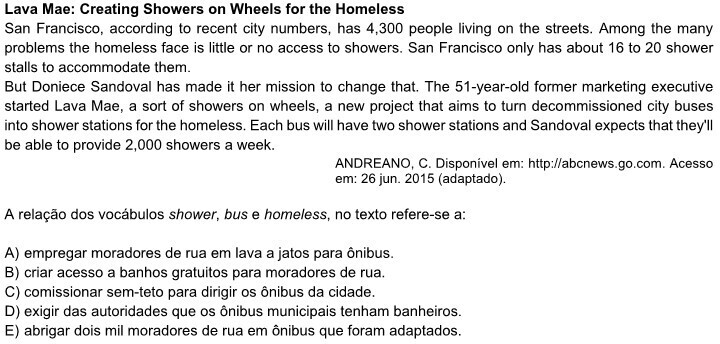 Lava Mae: Creating Showers on Wheels for the Homeless
San Francisco, according to recent city numbers, has 4,300 people living on the streets. Among the many
problems the homeless face is little or no access to showers. San Francisco only has about 16 to 20 shower
stalls to accommodate them.
But Doniece Sandoval has made it her mission to change that. The 51-year-old former marketing executive
started Lava Mae, a sort of showers on wheels, a new project that aims to turn decommissioned city buses
into shower stations for the homeless. Each bus will have two shower stations and Sandoval expects that they'll
be able to provide 2,000 showers a week.
ANDREANO, C. Disponível em: http://abcnews.go.com. Acesso
em: 26 jun. 2015 (adaptado).
A relação dos vocábulos shower, bus e homeless, no texto refere-se a:
A) empregar moradores de rua em lava a jatos para ônibus.
B) criar acesso a banhos gratuitos para moradores de rua.
C) comissionar sem-teto para dirigir os ônibus da cidade.
D) exigir das autoridades que os ônibus municipais tenham banheiros.
E) abrigar dois mil moradores de rua em ônibus que foram adaptados.